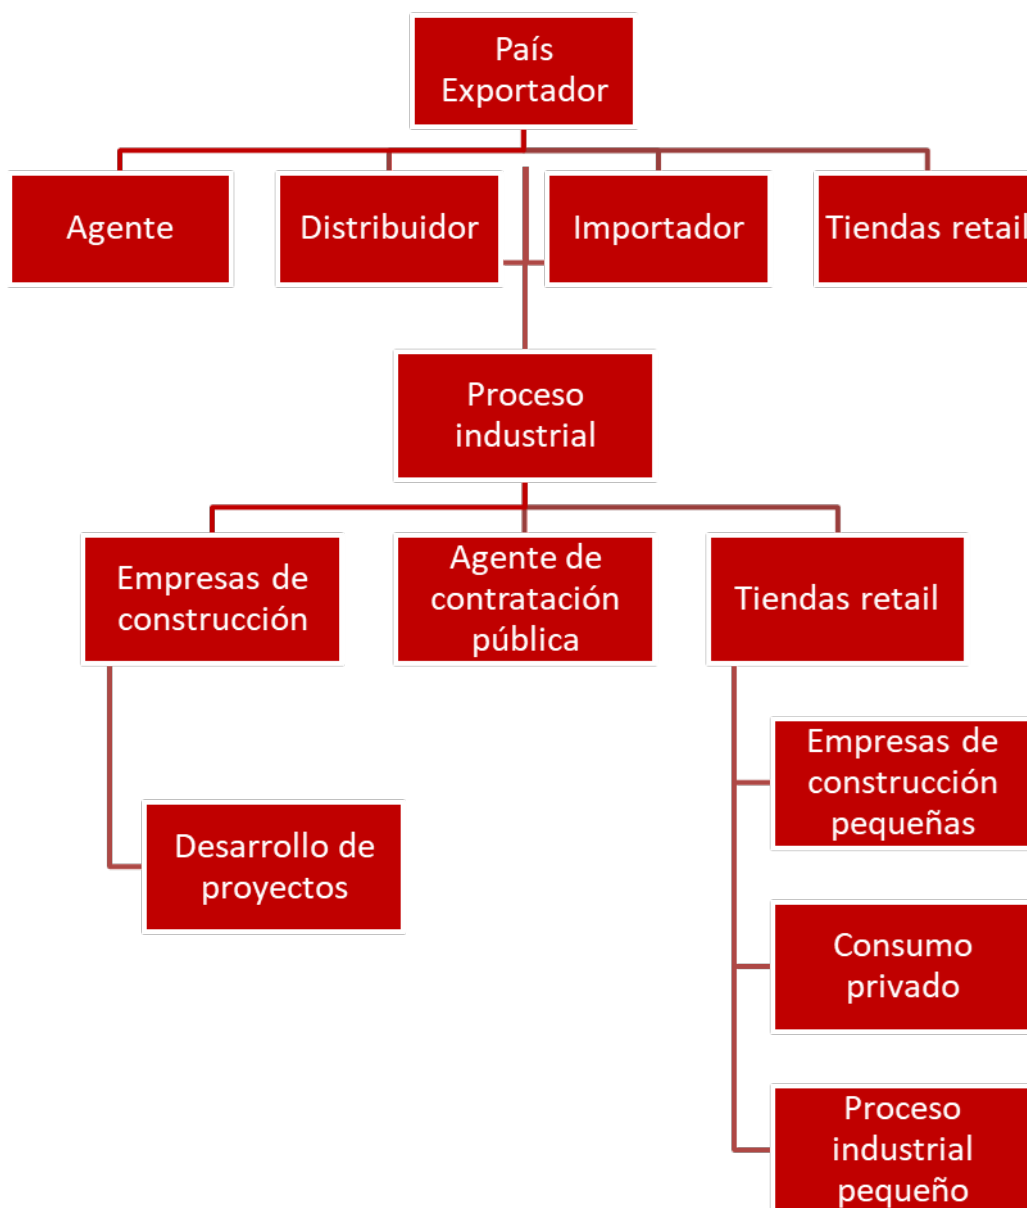 País
Exportador
Agente
Distribuidor
Importador
Tiendas retail
Proceso
industrial
Empresas de
construcción
Agente de
contratación
pública
Tiendas retail
Desarrollo de
proyectos
Empresas de
construcción
pequeñas
Consumo
privado
Proceso
industrial
pequeño